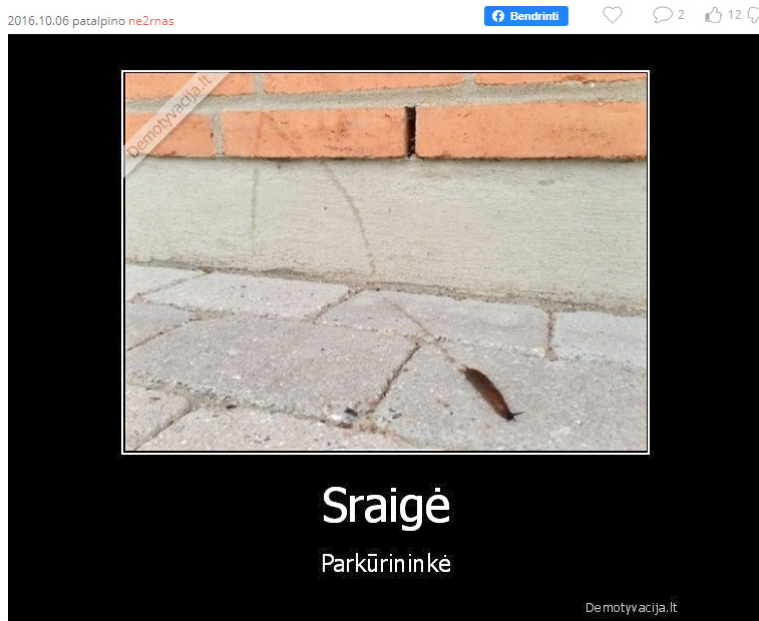 2016.10.06 patalpino ne2rnas
Bendrinti
2
12
Demotyvacija.lt
Sraigė
Parkūrininkė
Demotyvacija.lt